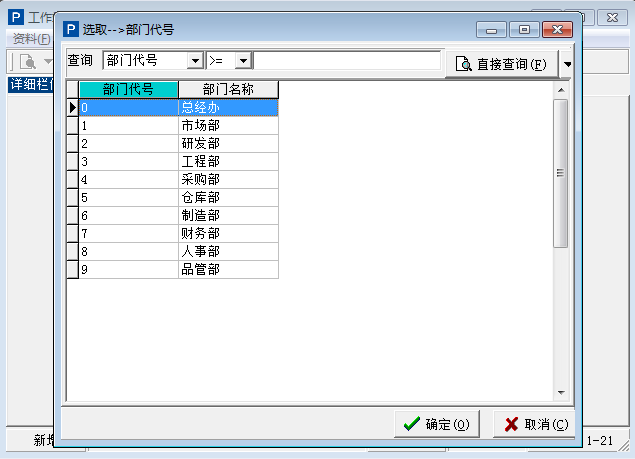 工作
选取-->部门代号
资料(F)
查询 部门代号 >= 直接查询(F)
详细栏位
部门代号 部门名称
0 总经办
1 市场部
2 研发部
3 工程部
4 采购部
5 仓库部
6 制造部
7 财务部
8 人事部
9 品管部
确定(O) 取消(C)
新增 1-21